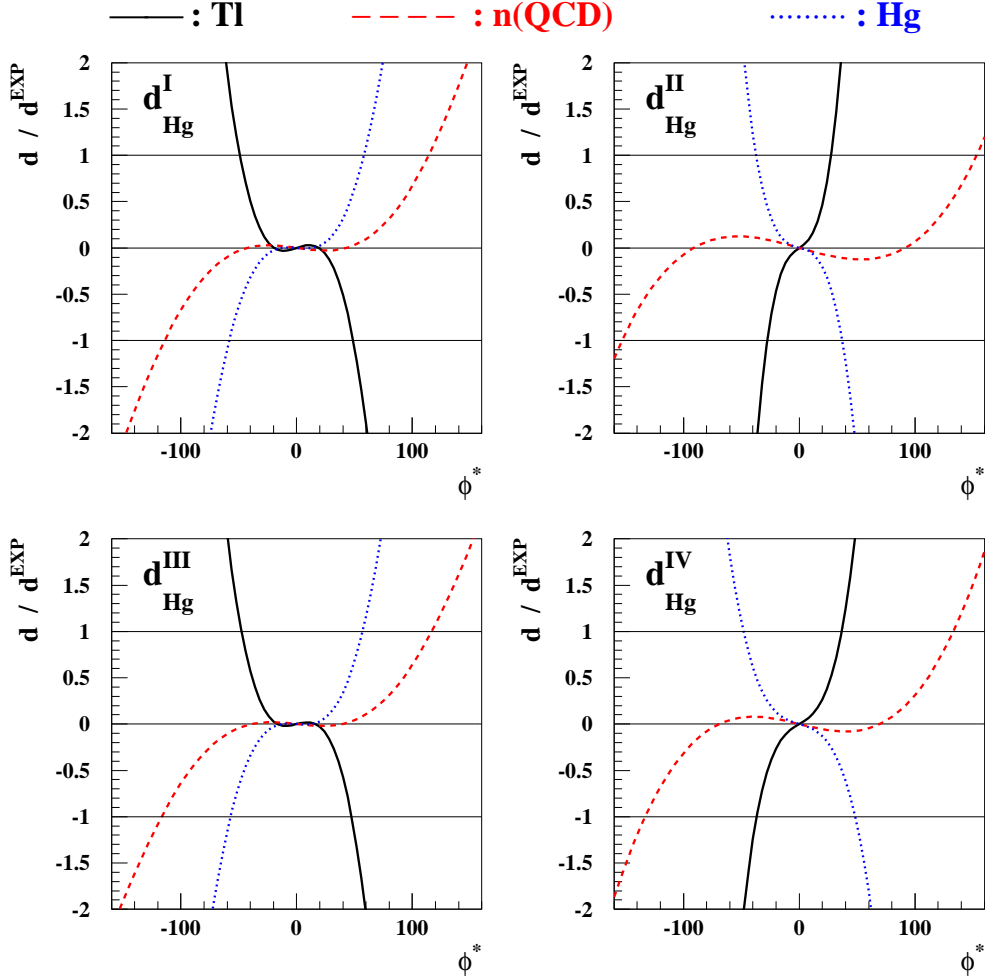 : Tl : n(QCD) : Hg
d / d^EXP d / d^EXP
2 2
d^I_Hg d^II_Hg
1.5 1.5
1 1
0.5 0.5
0 0
-0.5 -0.5
-1 -1
-1.5 -1.5
-2 -2
-100 0 100 -100 0 100
ϕ* ϕ*
d / d^EXP d / d^EXP
2 2
d^III_Hg d^IV_Hg
1.5 1.5
1 1
0.5 0.5
0 0
-0.5 -0.5
-1 -1
-1.5 -1.5
-2 -2
-100 0 100 -100 0 100
ϕ* ϕ*